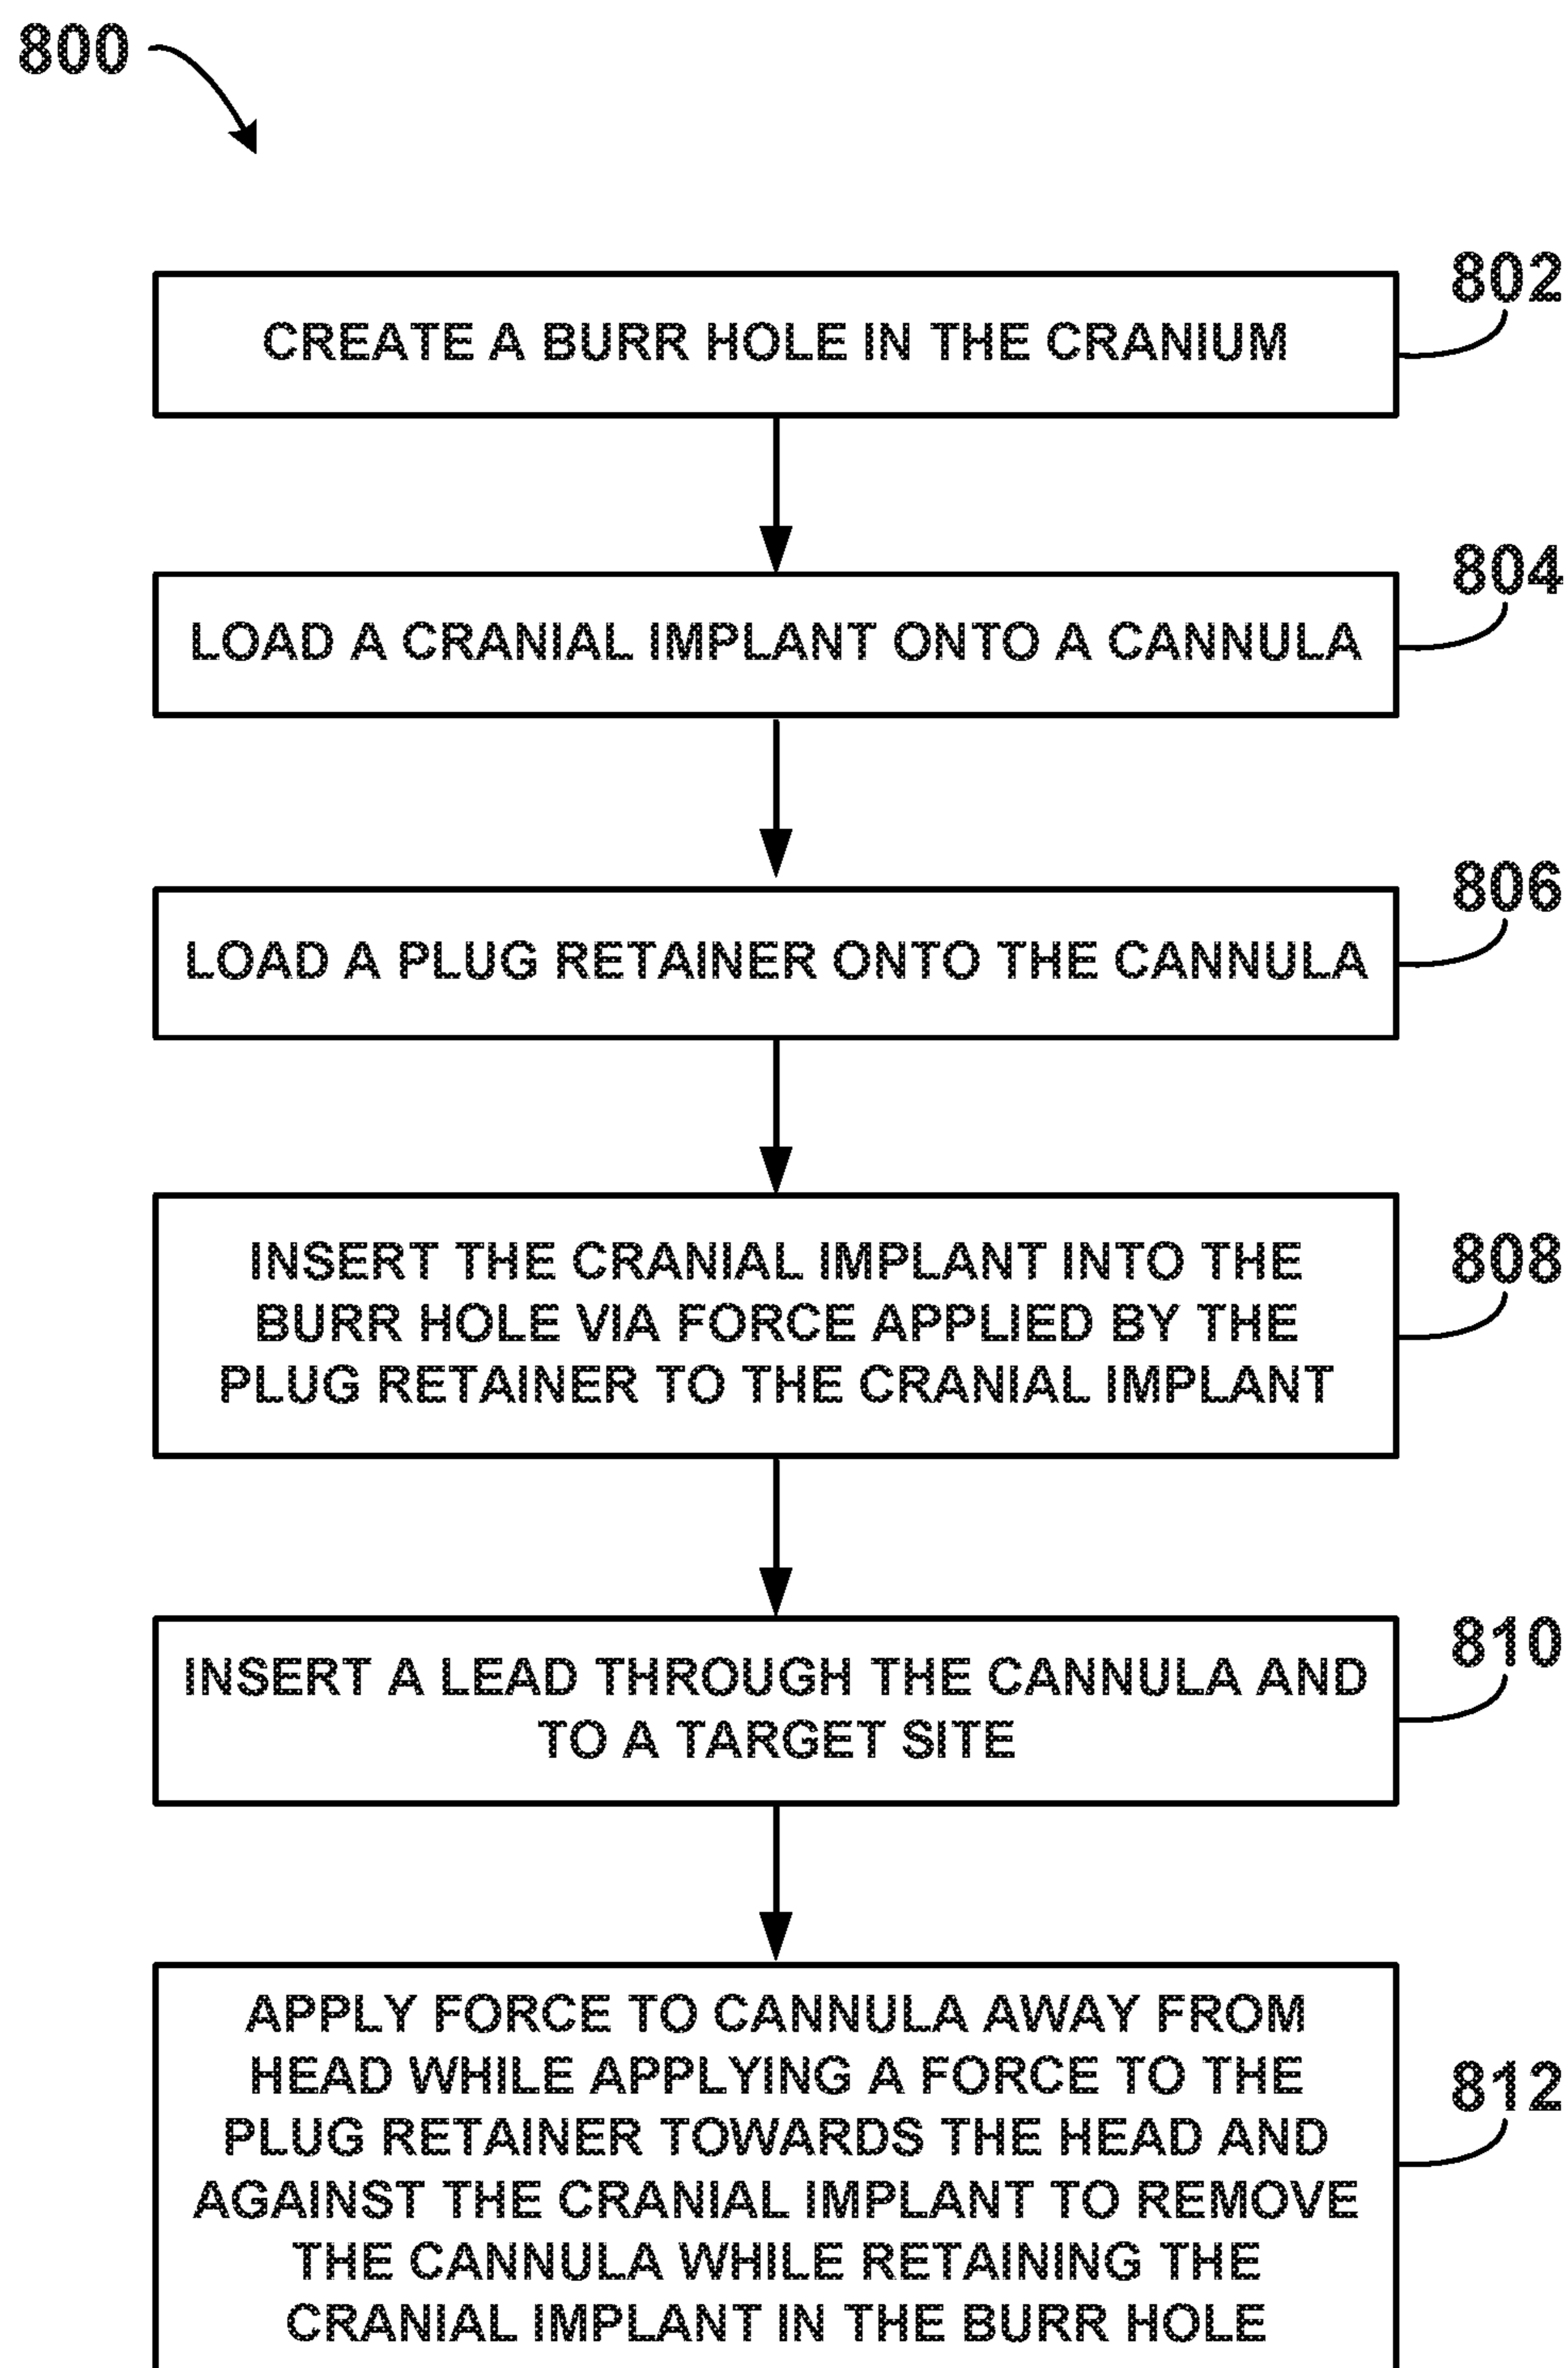 800
802
CREATE A BURR HOLE IN THE CRANIUM
804
LOAD A CRANIAL IMPLANT ONTO A CANNULA
806
LOAD A PLUG RETAINER ONTO THE CANNULA
808
INSERT THE CRANIAL IMPLANT INTO THE
BURR HOLE VIA FORCE APPLIED BY THE
PLUG RETAINER TO THE CRANIAL IMPLANT
810
INSERT A LEAD THROUGH THE CANNULA AND
TO A TARGET SITE
812
APPLY FORCE TO CANNULA AWAY FROM
HEAD WHILE APPLYING A FORCE TO THE
PLUG RETAINER TOWARDS THE HEAD AND
AGAINST THE CRANIAL IMPLANT TO REMOVE
THE CANNULA WHILE RETAINING THE
CRANIAL IMPLANT IN THE BURR HOLE